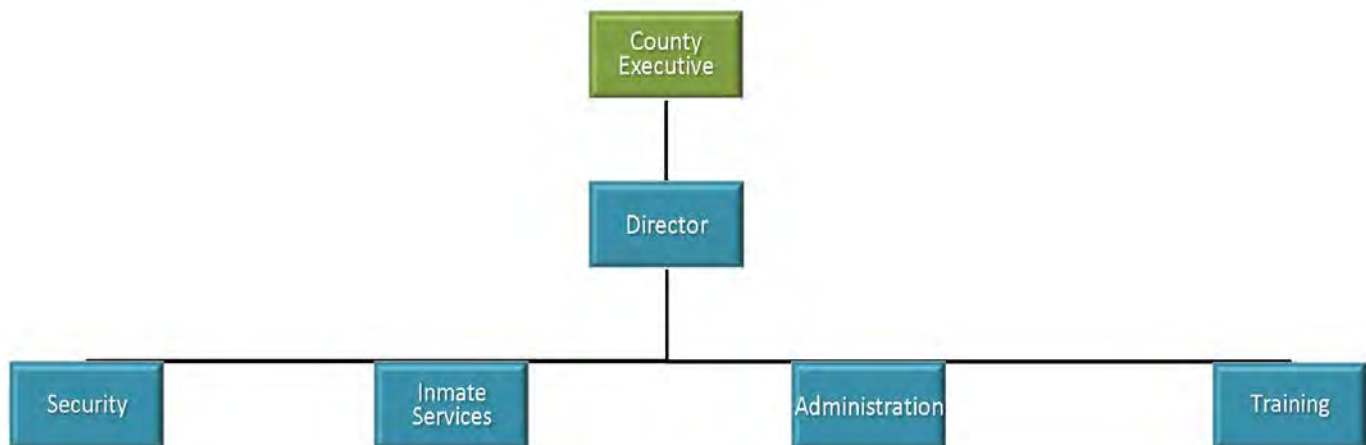 County
Executive
Director
Security
Inmate
Services
Administration
Training